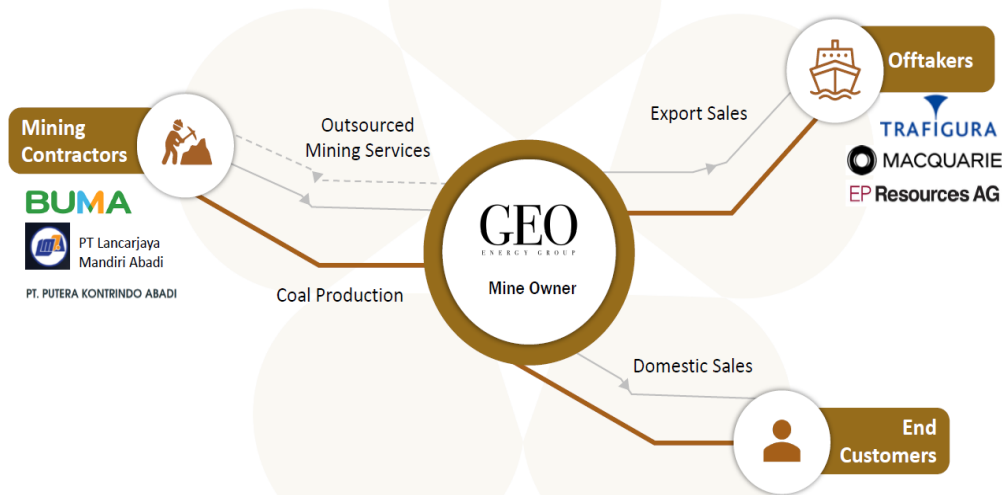 Mining
Contractors
BUMA
PT Lancarjaya
Mandiri Abadi
PT. PUTERA KONTRINDO ABADI
Outsourced
Mining Services
Coal Production
GEO
ENERGY GROUP
Mine Owner
Export Sales
Offtakers
TRAFIGURA
MACQUARIE
EP Resources AG
Domestic Sales
End
Customers